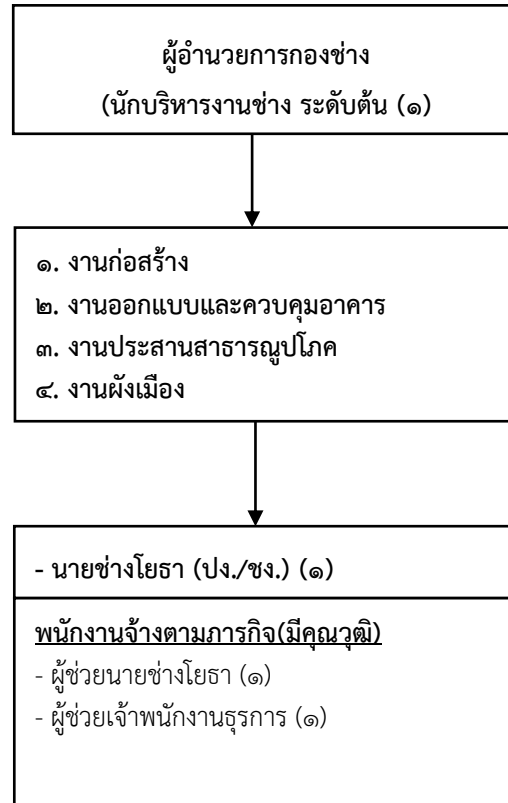 ผู้อำนวยการกองช่าง
(นักบริหารงานช่าง ระดับต้น (๑)
๑. งานก่อสร้าง
๒. งานออกแบบและควบคุมอาคาร
๓. งานประสานสาธารณูปโภค
๔. งานผังเมือง
- นายช่างโยธา (ปง./ชง.) (๑)
พนักงานจ้างตามภารกิจ(มีคุณวุฒิ)
- ผู้ช่วยนายช่างโยธา (๑)
- ผู้ช่วยเจ้าพนักงานธุรการ (๑)